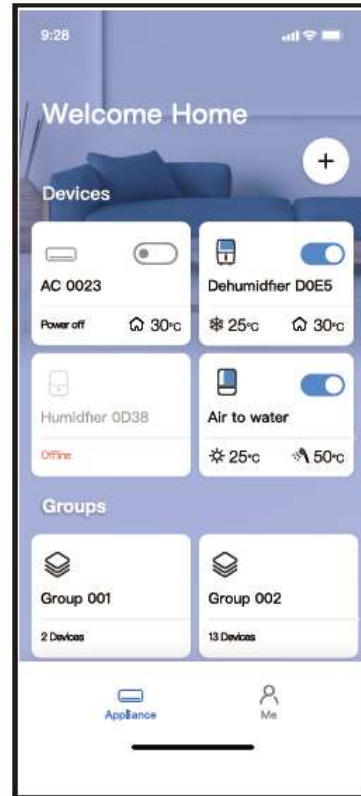 9:28
Welcome Home
+
Devices
AC 0023
Power off 30°C
Dehumidfier D0E5
25°C 30°C
Humidfier 0D38
Offline
Air to water
25°C 50°C
Groups
Group 001
2 Devices
Group 002
13 Devices
Appliance
Me